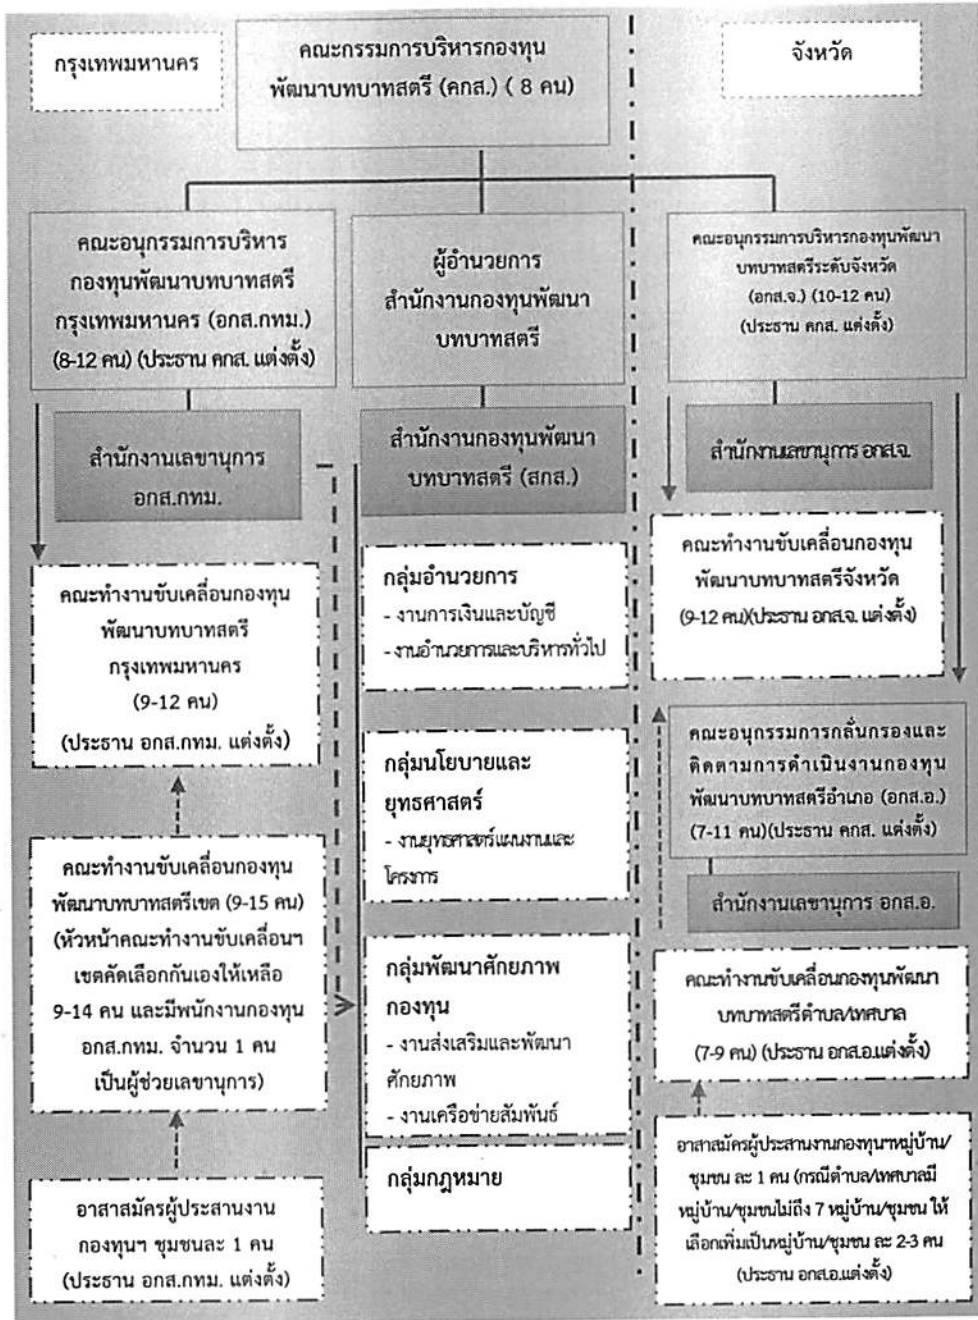 กรุงเทพมหานคร
คณะกรรมการบริหารกองทุน
พัฒนาบทบาทสตรี (คกส.) ( 8 คน)
จังหวัด
คณะอนุกรรมการบริหาร
กองทุนพัฒนาบทบาทสตรี
กรุงเทพมหานคร (อกส.กทม.)
(8-12 คน) (ประธาน คกส. แต่งตั้ง)
ผู้อำนวยการ
สำนักงานกองทุนพัฒนา
บทบาทสตรี
คณะอนุกรรมการบริหารกองทุนพัฒนา
บทบาทสตรีระดับจังหวัด
(อกส.จ.) (10-12 คน)
(ประธาน คกส. แต่งตั้ง)
สำนักงานเลขานุการ
อกส.กทม.
สำนักงานกองทุนพัฒนา
บทบาทสตรี (สกส.)
สำนักงานเลขานุการ อกส.จ.
คณะทำงานขับเคลื่อนกองทุน
พัฒนาบทบาทสตรี
กรุงเทพมหานคร
(9-12 คน)
(ประธาน อกส.กทม. แต่งตั้ง)
กลุ่มอำนวยการ
- งานการเงินและบัญชี
- งานอำนวยการและบริหารทั่วไป
คณะทำงานขับเคลื่อนกองทุน
พัฒนาบทบาทสตรีจังหวัด
(9-12 คน)(ประธาน อกส.จ. แต่งตั้ง)
กลุ่มนโยบายและ
ยุทธศาสตร์
- งานยุทธศาสตร์แผนงานและ
โครงการ
คณะอนุกรรมการกลั่นกรองและ
ติดตามการดำเนินงานกองทุน
พัฒนาบทบาทสตรีอำเภอ (อกส.อ.)
(7-11 คน)(ประธาน คกส. แต่งตั้ง)
สำนักงานเลขานุการ อกส.อ.
คณะทำงานขับเคลื่อนกองทุน
พัฒนาบทบาทสตรีเขต (9-15 คน)
(หัวหน้าคณะทำงานขับเคลื่อนฯ
เขตคัดเลือกกันเองให้เหลือ
9-14 คน และมีพนักงานกองทุน
อกส.กทม. จำนวน 1 คน
เป็นผู้ช่วยเลขานุการ)
กลุ่มพัฒนาศักยภาพ
กองทุน
- งานส่งเสริมและพัฒนา
ศักยภาพ
- งานเครือข่ายสัมพันธ์
คณะทำงานขับเคลื่อนกองทุนพัฒนา
บทบาทสตรีตำบล/เทศบาล
(7-9 คน) (ประธาน อกส.อ.แต่งตั้ง)
กลุ่มกฎหมาย
อาสาสมัครผู้ประสานงาน
กองทุนฯ ชุมชนละ 1 คน
(ประธาน อกส.กทม. แต่งตั้ง)
อาสาสมัครผู้ประสานงานกองทุนฯหมู่บ้าน/
ชุมชน ละ 1 คน (กรณีตำบล/เทศบาลมี
หมู่บ้าน/ชุมชนไม่ถึง 7 หมู่บ้าน/ชุมชน ให้
เลือกเพิ่มเป็นหมู่บ้าน/ชุมชน ละ 2-3 คน
(ประธาน อกส.อ.แต่งตั้ง)